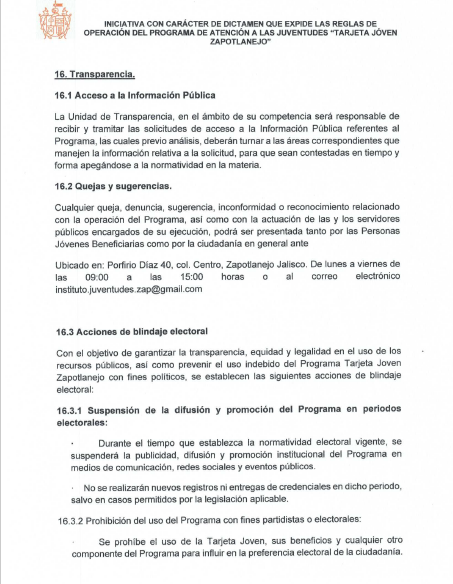 INICIATIVA CON CARÁCTER DE DICTAMEN QUE EXPIDE LAS REGLAS DE
OPERACIÓN DEL PROGRAMA DE ATENCIÓN A LAS JUVENTUDES "TARJETA JÓVEN
ZAPOTLANEJO"
16. Transparencia.
16.1 Acceso a la Información Pública
La Unidad de Transparencia, en el ámbito de su competencia será responsable de
recibir y tramitar las solicitudes de acceso a la Información Pública referentes al
Programa, las cuales previo análisis, deberán turnar a las áreas correspondientes que
manejen la información relativa a la solicitud, para que sean contestadas en tiempo y
forma apegándose a la normatividad en la materia.
16.2 Quejas y sugerencias.
Cualquier queja, denuncia, sugerencia, inconformidad o reconocimiento relacionado
con la operación del Programa, así como con la actuación de las y los servidores
públicos encargados de su ejecución, podrá ser presentada tanto por las Personas
Jóvenes Beneficiarias como por la ciudadanía en general ante
Ubicado en: Porfirio Díaz 40, col. Centro, Zapotlanejo Jalisco. De lunes a viernes de
las 09:00 a las 15:00 horas o al correo electrónico
instituto.juventudes.zap@gmail.com
16.3 Acciones de blindaje electoral
Con el objetivo de garantizar la transparencia, equidad y legalidad en el uso de los
recursos públicos, así como prevenir el uso indebido del Programa Tarjeta Joven
Zapotlanejo con fines políticos, se establecen las siguientes acciones de blindaje
electoral:
16.3.1 Suspensión de la difusión y promoción del Programa en periodos
electorales:
· Durante el tiempo que establezca la normatividad electoral vigente, se
suspenderá la publicidad, difusión y promoción institucional del Programa en
medios de comunicación, redes sociales y eventos públicos.
· No se realizarán nuevos registros ni entregas de credenciales en dicho periodo,
salvo en casos permitidos por la legislación aplicable.
16.3.2 Prohibición del uso del Programa con fines partidistas o electorales:
· Se prohíbe el uso de la Tarjeta Joven, sus beneficios y cualquier otro
componente del Programa para influir en la preferencia electoral de la ciudadanía.